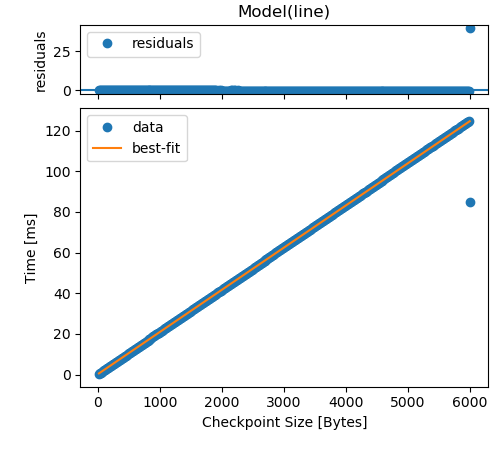 Model(line)
residuals
25
0
residuals
data
best-fit
Time [ms]
120
100
80
60
40
20
0
0 1000 2000 3000 4000 5000 6000
Checkpoint Size [Bytes]